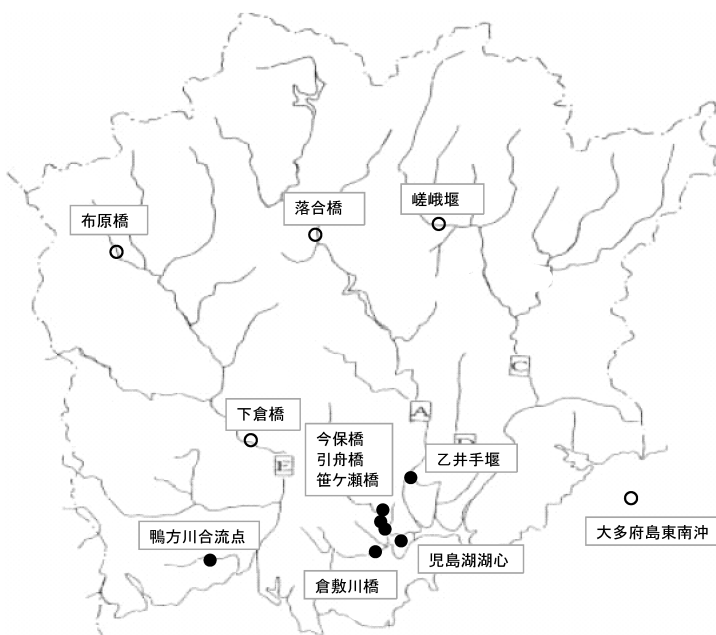 布原橋
落合橋
嵯峨堰
C
A
下倉橋
今保橋
引舟橋
笹ケ瀬橋
乙井手堰
E
鴨方川合流点
大多府島東南沖
児島湖湖心
倉敷川橋